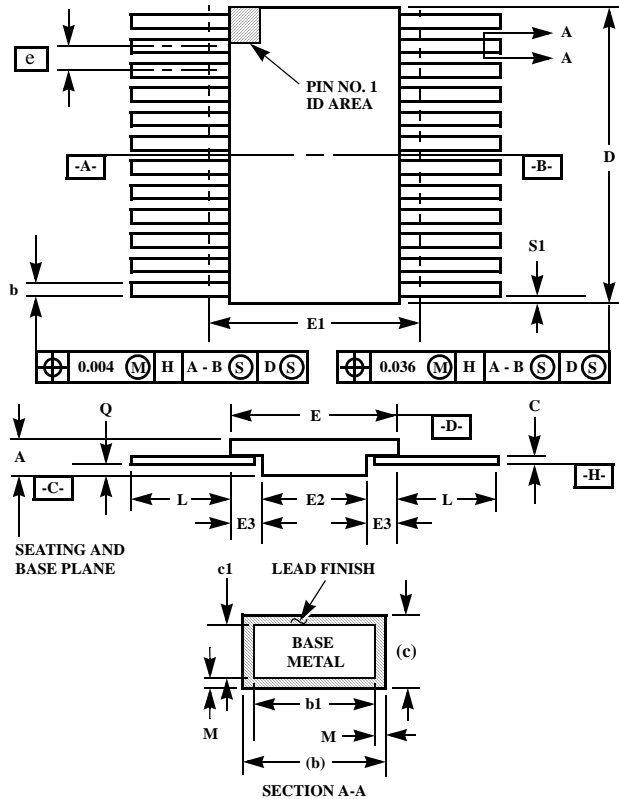 A
A
e
PIN NO. 1
ID AREA
-A-
-B-
D
S1
b
E1
⌖ 0.004 Ⓜ H A - B Ⓢ D Ⓢ
⌖ 0.036 Ⓜ H A - B Ⓢ D Ⓢ
Q
E
C
-D-
A
-C-
-H-
L
E3
E2
E3
L
SEATING AND
BASE PLANE
c1
LEAD FINISH
BASE
METAL
(c)
b1
M
M
(b)
SECTION A-A